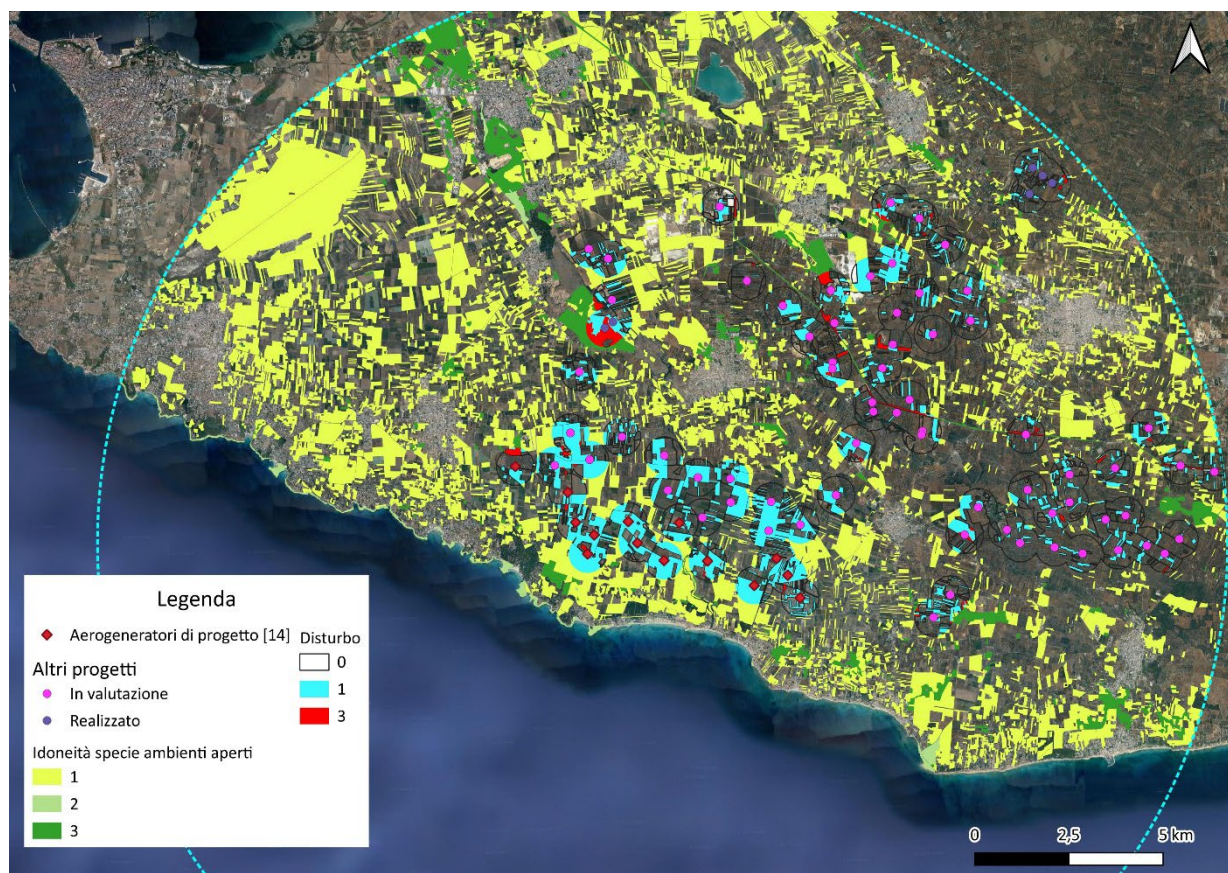 Legenda
Aerogeneratori di progetto [14]
Altri progetti
In valutazione
Realizzato
Idoneità specie ambienti aperti
1
2
3
Disturbo
0
1
3
0 2,5 5 km